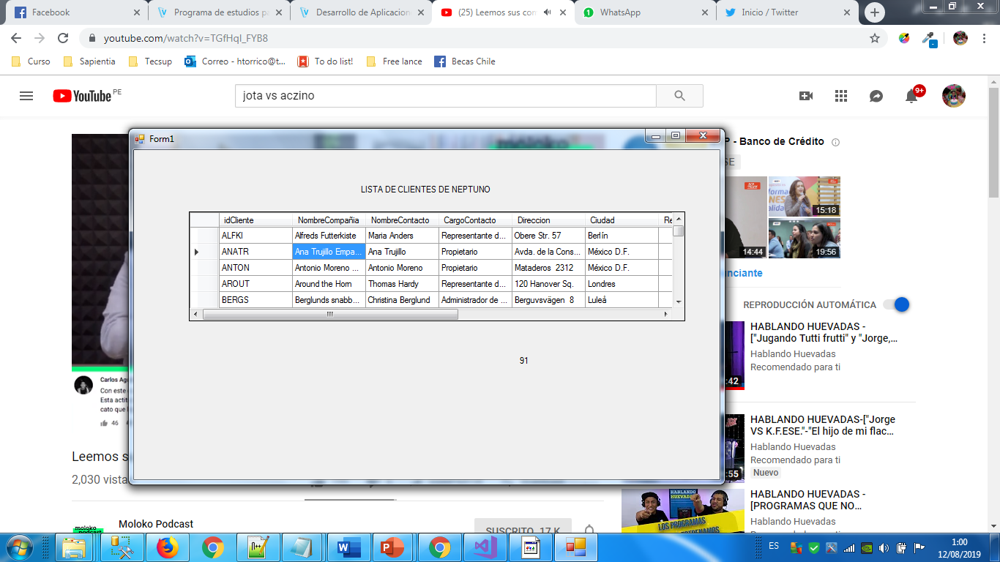 Facebook
Programa de estudios pa
Desarrollo de Aplicacion
(25) Leemos sus com
WhatsApp
Inicio / Twitter
youtube.com/watch?v=TGfHqI_FYB8
Curso
Sapientia
Tecsup
Correo - htorrico@t...
To do list!
Free lance
Becas Chile
YouTube PE
jota vs aczino
9+
Form1
P - Banco de Crédito
SE
LISTA DE CLIENTES DE NEPTUNO
idCliente NombreCompañia NombreContacto CargoContacto Direccion Ciudad Re
ALFKI Alfreds Futterkiste Maria Anders Representante d... Obere Str. 57 Berlín
ANATR Ana Trujillo Empa... Ana Trujillo Propietario Avda. de la Cons... México D.F.
ANTON Antonio Moreno ... Antonio Moreno Propietario Mataderos 2312 México D.F.
AROUT Around the Horn Thomas Hardy Representante d... 120 Hanover Sq. Londres
BERGS Berglunds snabb... Christina Berglund Administrador de ... Berguvsvägen 8 Luleå
91
15:18
14:44
19:56
nciante
REPRODUCCIÓN AUTOMÁTICA
HABLANDO HUEVADAS -
["Jugando Tutti frutti" y "Jorge,...
Hablando Huevadas
Recomendado para ti
:42
HABLANDO HUEVADAS-["Jorge
VS K.F.ESE."-"El hijo de mi flac...
Hablando Huevadas
Recomendado para ti
Nuevo
:55
HABLANDO HUEVADAS -
[PROGRAMAS QUE NO...
Hablando Huevadas
HABLANDO
HUEVADAS
LOS PROGRAMAS
Carlos Agu
Con este
Esta actit
cato que
46
Leemos s
2,030 vista
moloko
Moloko Podcast
SUSCRITO 17 K
ES
1:00
12/08/2019